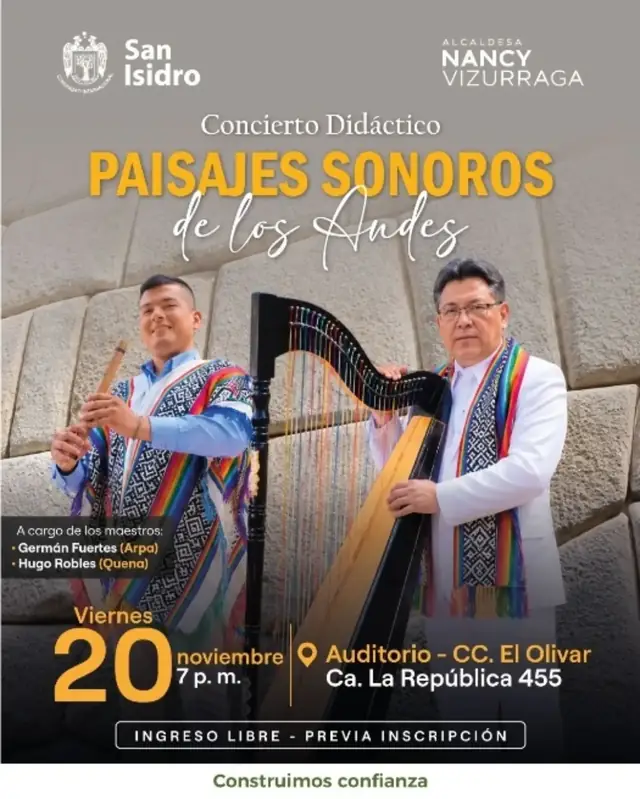 San
Isidro
ALCALDESA
NANCY
VIZURRAGA
Concierto Didáctico
PAISAJES SONOROS
de los Andes
A cargo de los maestros:
• Germán Fuertes (Arpa)
• Hugo Robles (Quena)
Viernes
20 noviembre
7 p. m.
Auditorio - CC. El Olivar
Ca. La República 455
INGRESO LIBRE - PREVIA INSCRIPCIÓN
Construimos confianza